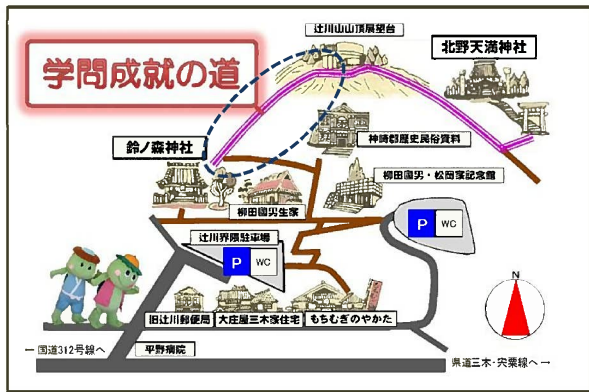 辻川山山頂展望台
北野天満神社
学問成就の道
神崎郡歴史民俗資料
鈴ノ森神社
柳田國男・松岡家記念館
柳田國男生家
辻川界隈駐車場
P WC
P WC
N
旧辻川郵便局 大庄屋三木家住宅 もちむぎのやかた
←国道312号線へ 平野病院
県道三木・宍粟線へ→